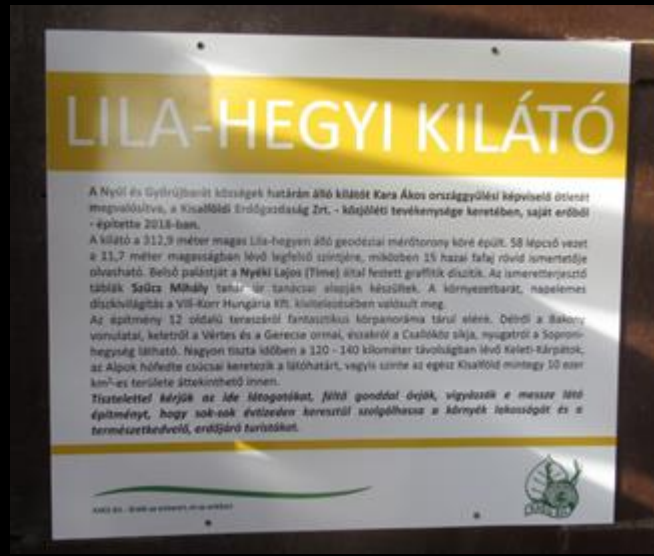 LILA-HEGYI KILÁTÓ
A Nyúl és Győrújbarát községek határán álló kilátót Kara Ákos országgyűlési képviselő ötletét
megvalósítva, a Kisalföldi Erdőgazdaság Zrt. - közjóléti tevékenysége keretében, saját erőből
- építette 2018-ban.
A kilátó a 312,9 méter magas Lila-hegyen álló geodéziai mérőtorony köré épült. 58 lépcső vezet
a 11,7 méter magasságban lévő legfelső szintjére, miközben 15 hazai fafaj rövid ismertetője
olvasható. Belső palástját a Nyéki Lajos (Time) által festett graffitik díszítik. Az ismeretterjesztő
táblák Szűcs Mihály tanár úr tanácsai alapján készültek. A környezetbarát, napelemes
díszkivilágítás a Vill-Korr Hungária Kft. kivitelezésében valósult meg.
Az építmény 12 oldalú teraszáról fantasztikus körpanoráma tárul elénk. Délről a Bakony
vonulatai, keletről a Vértes és a Gerecse ormai, északról a Csallóköz síkja, nyugatról a Soproni-
hegység látható. Nagyon tiszta időben a 120 - 140 kilométer távolságban lévő Keleti-Kárpátok,
az Alpok hófedte csúcsai keretezik a látóhatárt, vagyis szinte az egész Kisalföld mintegy 10 ezer
km²-es területe áttekinthető innen.
Tisztelettel kérjük az ide látogatókat, féltő gonddal óvják, vigyázzák e messze látó
építményt, hogy sok-sok évtizeden keresztül szolgálhassa a környék lakosságát és a
természetkedvelő, erdőjáró turistákat.